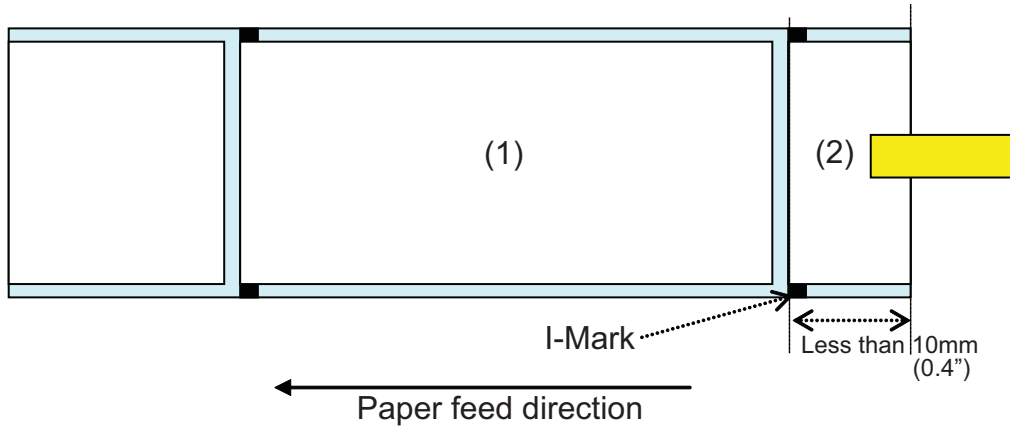 (1)
(2)
I-Mark
Less than 10mm
(0.4”)
Paper feed direction